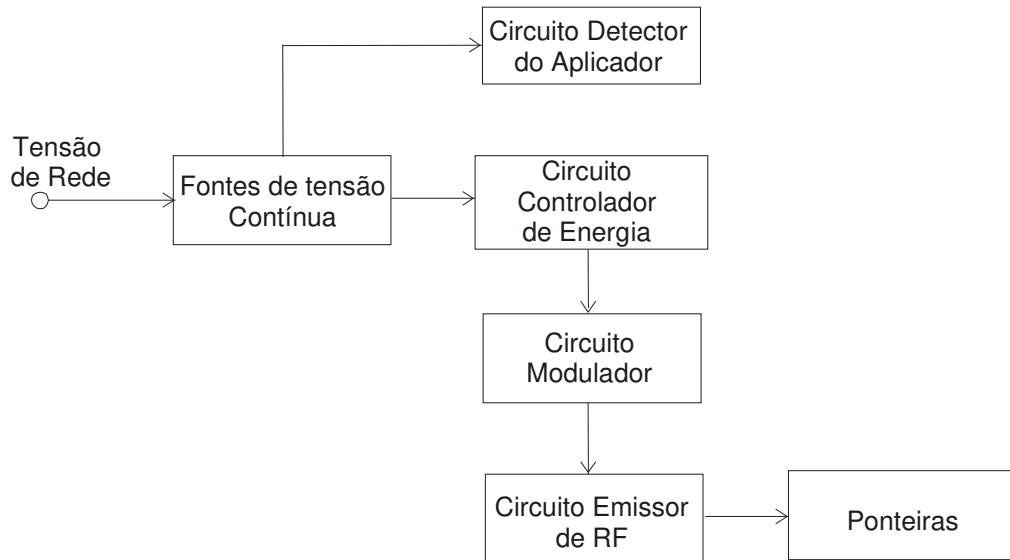 Circuito Detector
do Aplicador
Tensão
de Rede
Fontes de tensão
Contínua
Circuito
Controlador
de Energia
Circuito
Modulador
Circuito Emissor
de RF
Ponteiras